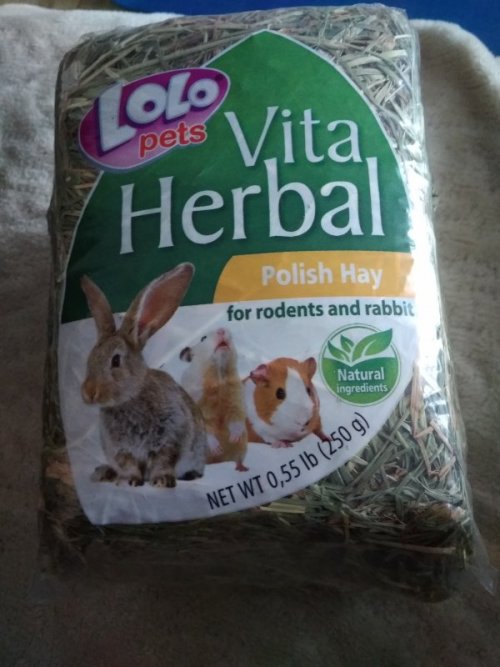 LOLO
pets
Vita
Herbal
Polish Hay
for rodents and rabbit
Natural
ingredients
NET WT 0,55 lb (250 g)